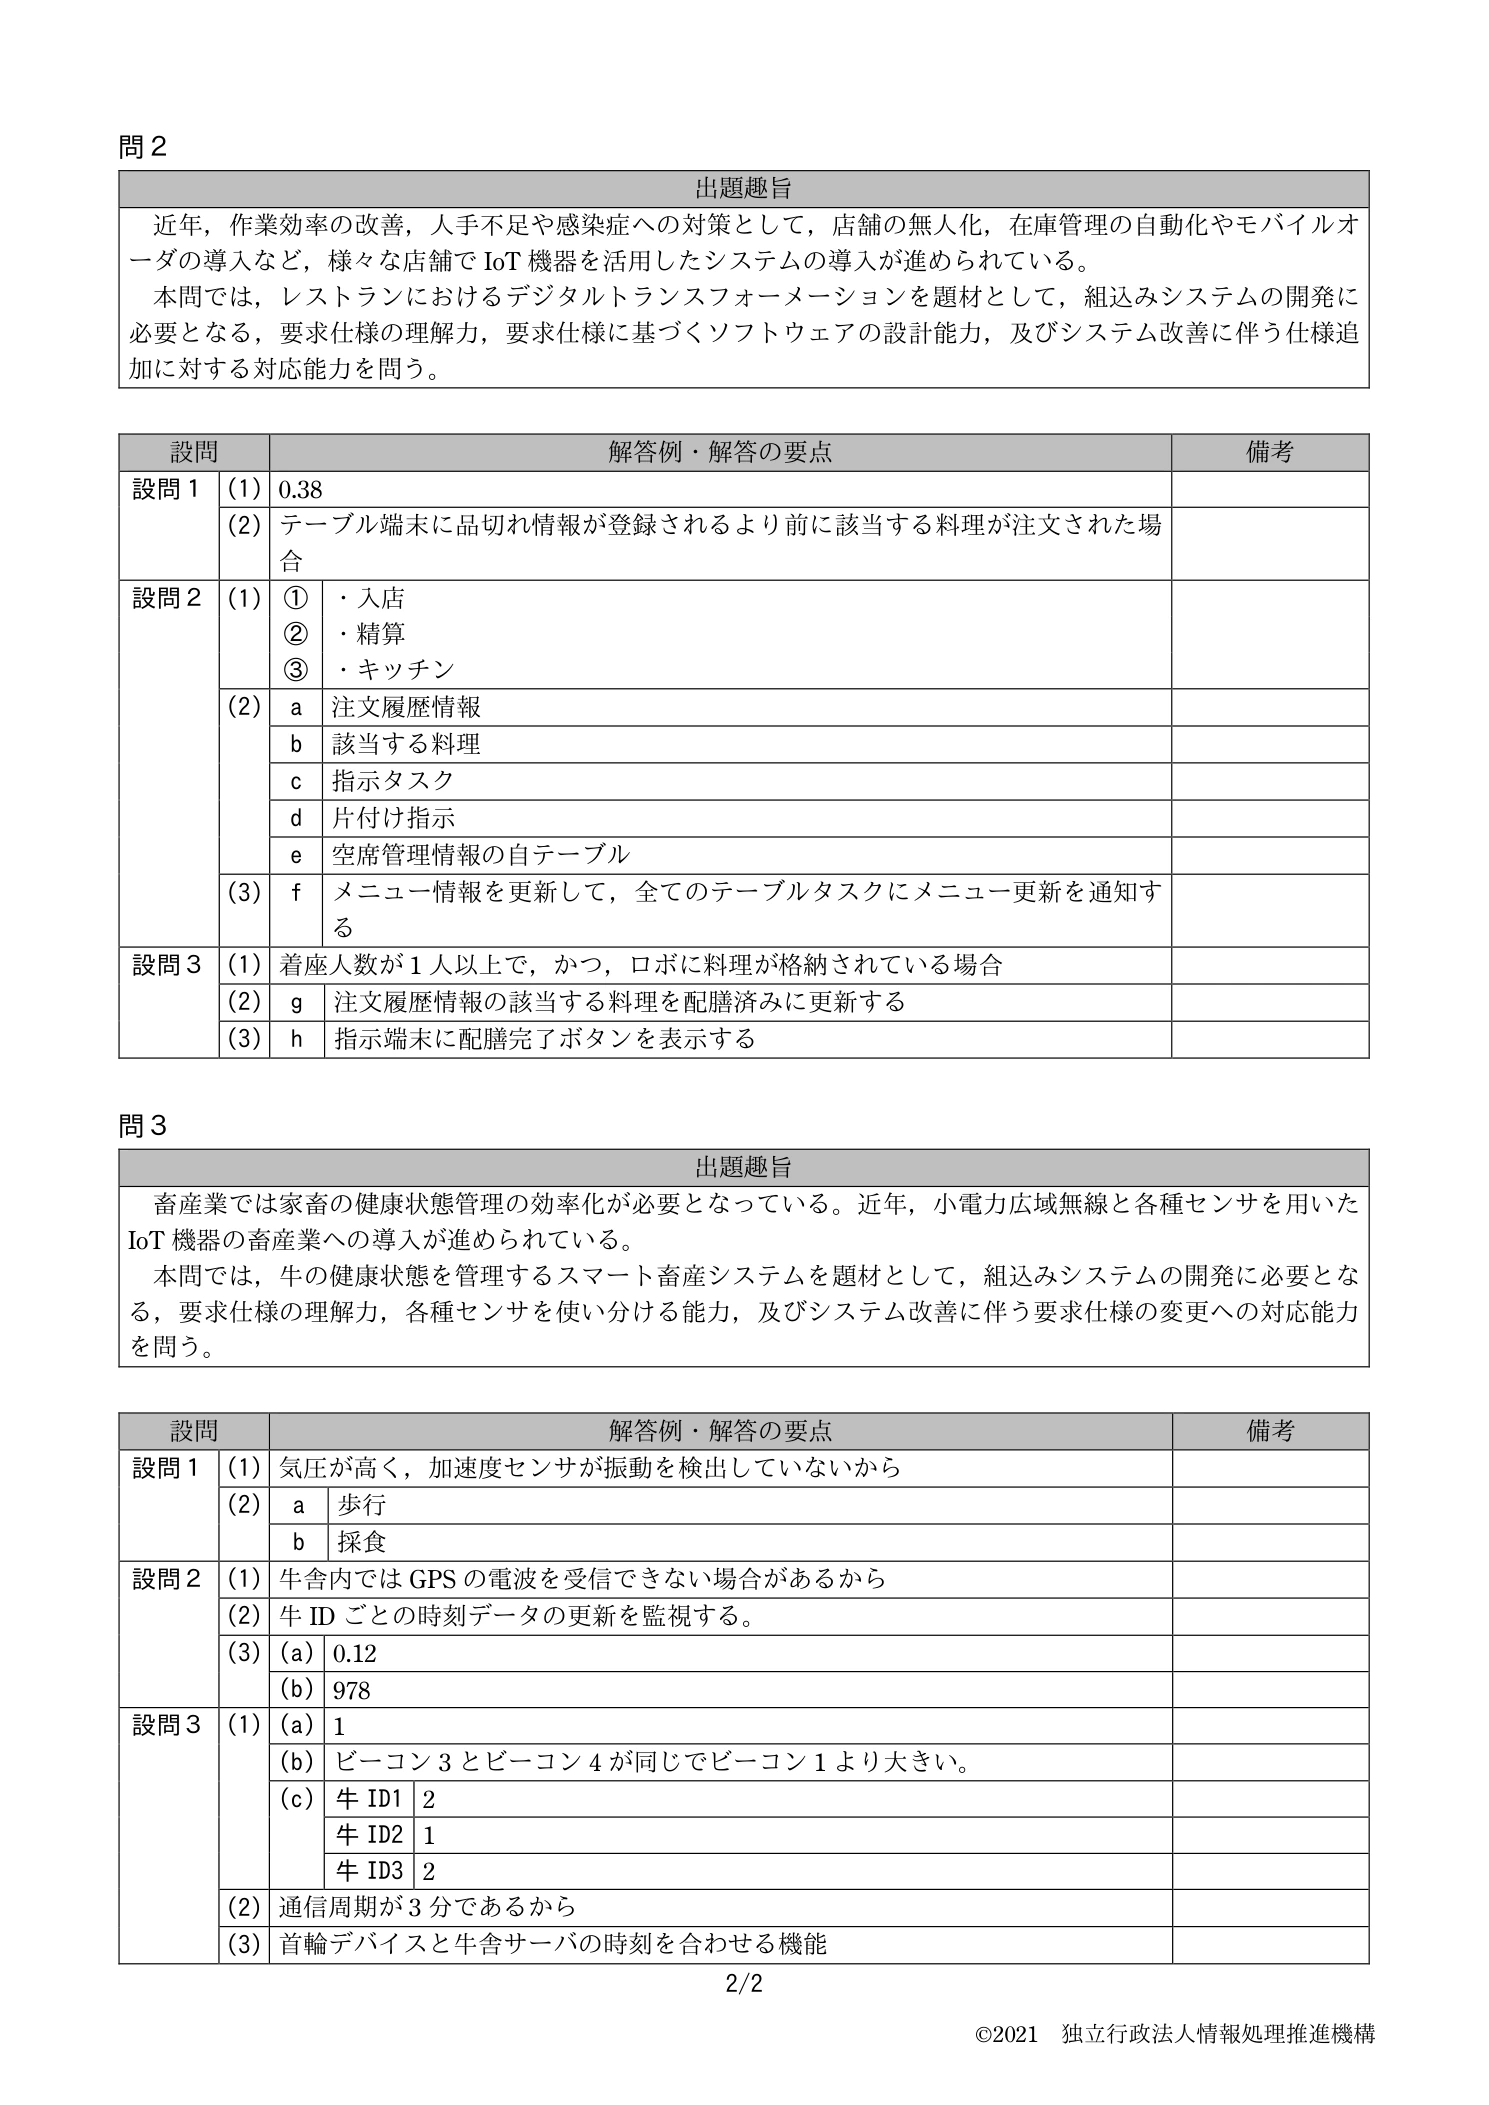 問２
出題趣旨
近年，作業効率の改善，人手不足や感染症への対策として，店舗の無人化，在庫管理の自動化やモバイルオ
ーダの導入など，様々な店舗で IoT 機器を活用したシステムの導入が進められている。
本問では，レストランにおけるデジタルトランスフォーメーションを題材として，組込みシステムの開発に
必要となる，要求仕様の理解力，要求仕様に基づくソフトウェアの設計能力，及びシステム改善に伴う仕様追
加に対する対応能力を問う。
設問 解答例・解答の要点 備考
設問１ (1) 0.38
(2) テーブル端末に品切れ情報が登録されるより前に該当する料理が注文された場
合
設問２ (1) ① ・入店
② ・精算
③ ・キッチン
(2) a 注文履歴情報
b 該当する料理
c 指示タスク
d 片付け指示
e 空席管理情報の自テーブル
(3) f メニュー情報を更新して，全てのテーブルタスクにメニュー更新を通知す
る
設問３ (1) 着座人数が 1 人以上で，かつ，ロボに料理が格納されている場合
(2) g 注文履歴情報の該当する料理を配膳済みに更新する
(3) h 指示端末に配膳完了ボタンを表示する
問３
出題趣旨
畜産業では家畜の健康状態管理の効率化が必要となっている。近年，小電力広域無線と各種センサを用いた
IoT 機器の畜産業への導入が進められている。
本問では，牛の健康状態を管理するスマート畜産システムを題材として，組込みシステムの開発に必要とな
る，要求仕様の理解力，各種センサを使い分ける能力，及びシステム改善に伴う要求仕様の変更への対応能力
を問う。
設問 解答例・解答の要点 備考
設問１ (1) 気圧が高く，加速度センサが振動を検出していないから
(2) a 歩行
b 採食
設問２ (1) 牛舎内では GPS の電波を受信できない場合があるから
(2) 牛 ID ごとの時刻データの更新を監視する。
(3) (a) 0.12
(b) 978
設問３ (1) (a) 1
(b) ビーコン 3 とビーコン 4 が同じでビーコン 1 より大きい。
(c) 牛 ID1 2
牛 ID2 1
牛 ID3 2
(2) 通信周期が 3 分であるから
(3) 首輪デバイスと牛舎サーバの時刻を合わせる機能
2/2
©2021　独立行政法人情報処理推進機構